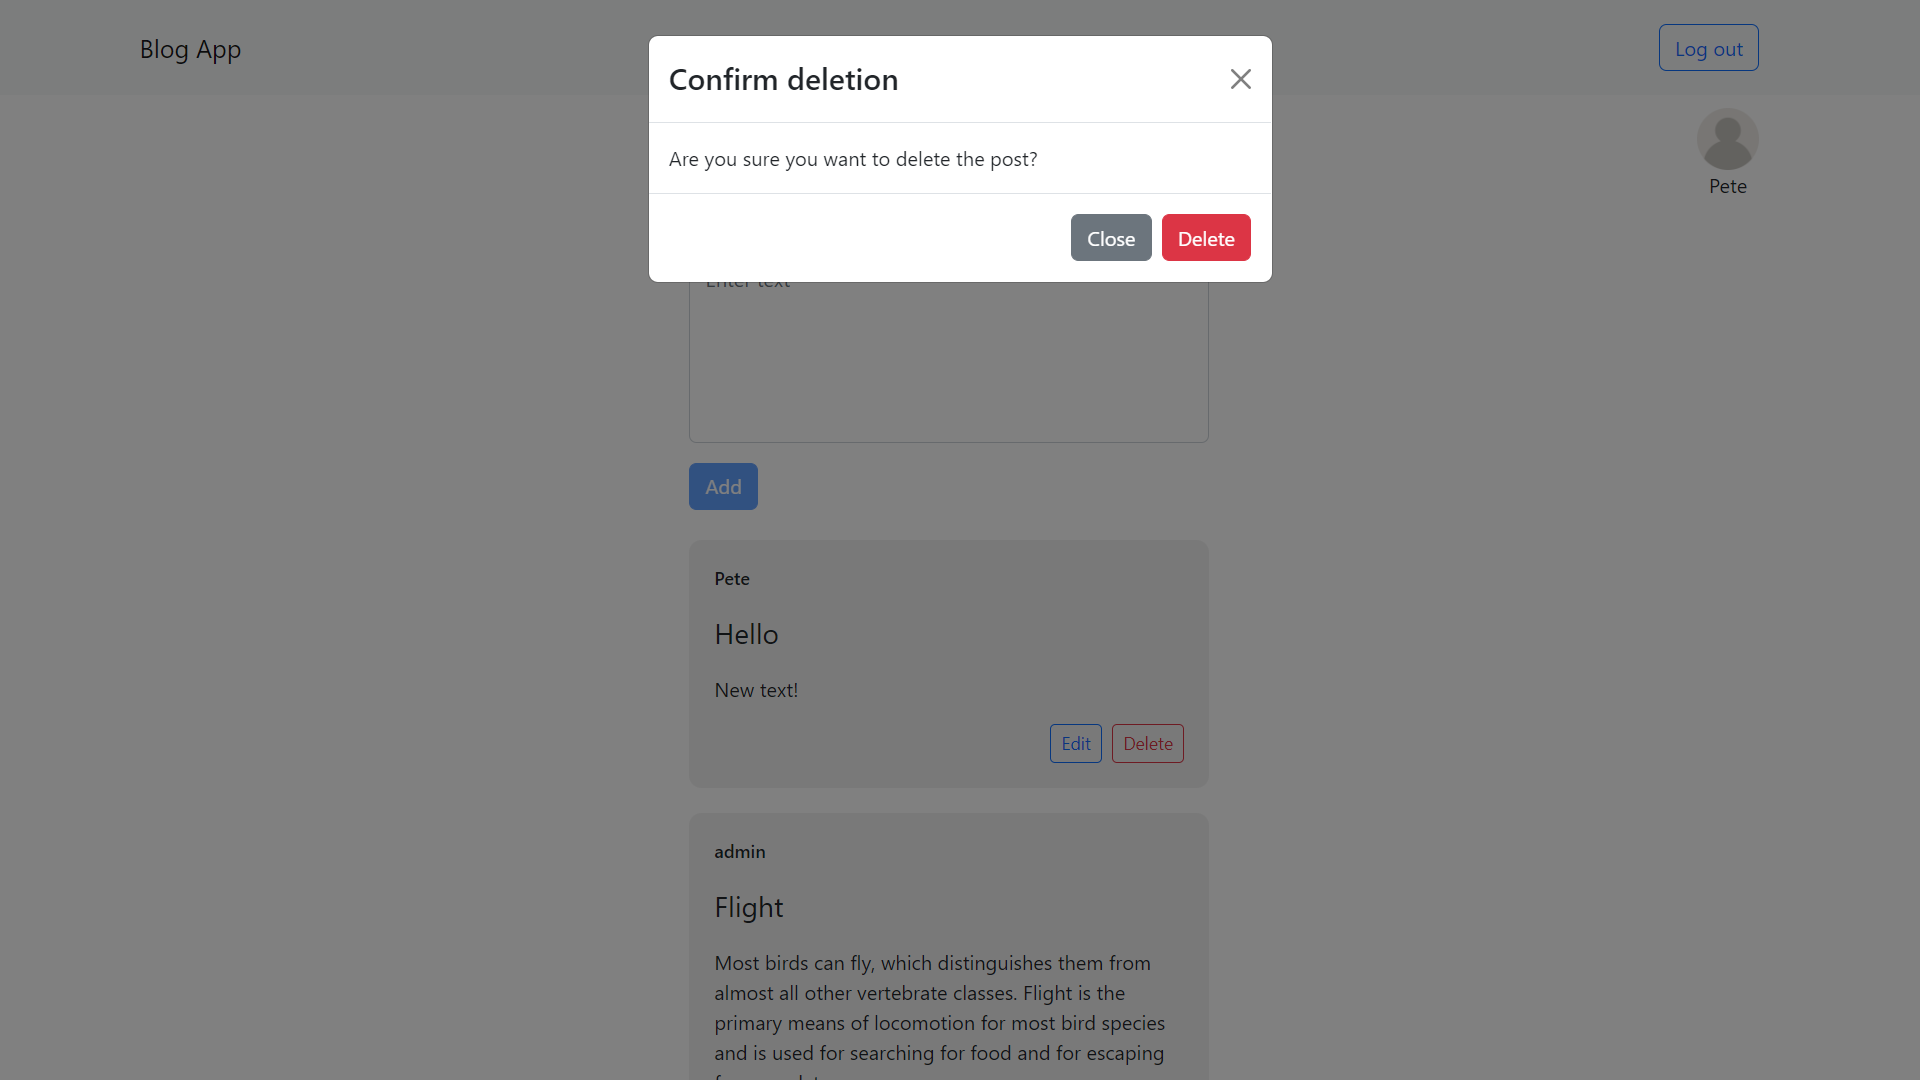 Blog App
Log out
Confirm deletion
Are you sure you want to delete the post?
Close
Delete
Pete
Enter text
Add
Pete
Hello
New text!
Edit
Delete
admin
Flight
Most birds can fly, which distinguishes them from
almost all other vertebrate classes. Flight is the
primary means of locomotion for most bird species
and is used for searching for food and for escaping